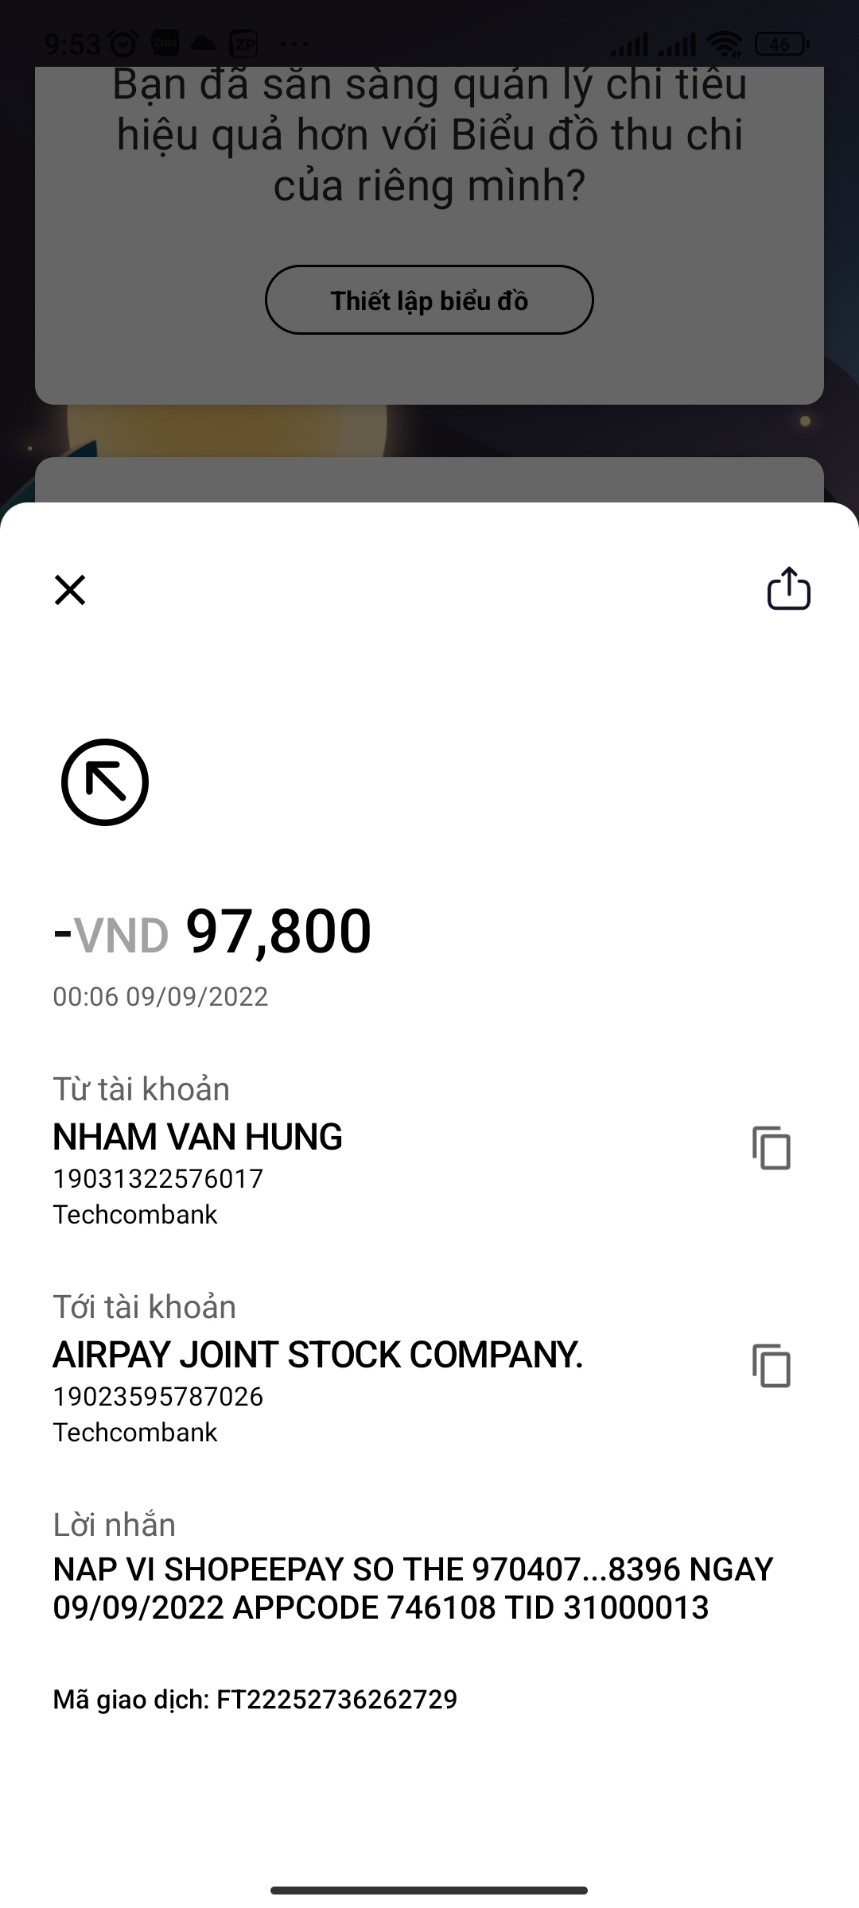 9:53 Zalo ZP ... 46
Bạn đã sẵn sàng quản lý chi tiêu
hiệu quả hơn với Biểu đồ thu chi
của riêng mình?
Thiết lập biểu đồ
-VND 97,800
00:06 09/09/2022
Từ tài khoản
NHAM VAN HUNG
19031322576017
Techcombank
Tới tài khoản
AIRPAY JOINT STOCK COMPANY.
19023595787026
Techcombank
Lời nhắn
NAP VI SHOPEEPAY SO THE 970407...8396 NGAY
09/09/2022 APPCODE 746108 TID 31000013
Mã giao dịch: FT22252736262729